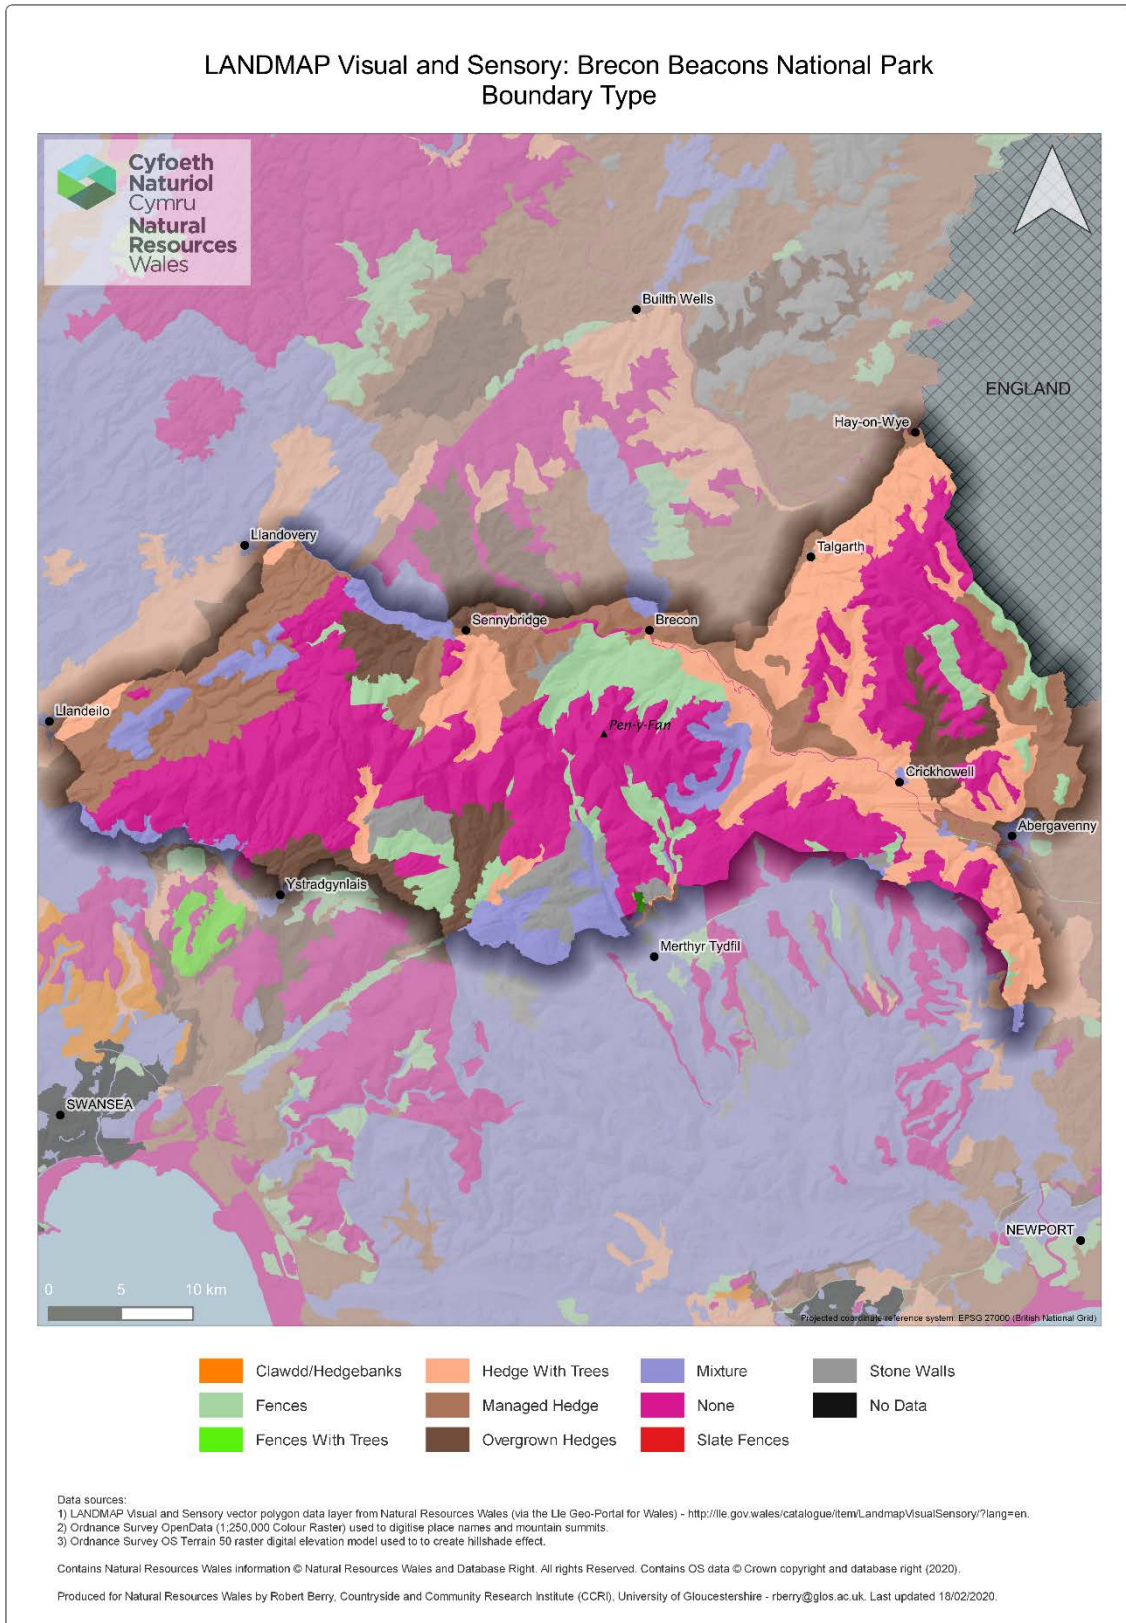 LANDMAP Visual and Sensory: Brecon Beacons National Park
Boundary Type
Cyfoeth
Naturiol
Cymru
Natural
Resources
Wales
Builth Wells
ENGLAND
Hay-on-Wye
Llandovery
Talgarth
Sennybridge
Brecon
Llandeilo
Pen-y-Fan
Crickhowell
Abergavenny
Ystradgynlais
Merthyr Tydfil
SWANSEA
NEWPORT
0 5 10 km
Projected coordinate reference system: EPSG 27000 (British National Grid)
Clawdd/Hedgebanks
Hedge With Trees
Mixture
Stone Walls
Fences
Managed Hedge
None
No Data
Fences With Trees
Overgrown Hedges
Slate Fences
Data sources:
1) LANDMAP Visual and Sensory vector polygon data layer from Natural Resources Wales (via the Lle Geo-Portal for Wales) - http://lle.gov.wales/catalogue/item/LandmapVisualSensory/?lang=en.
2) Ordnance Survey OpenData (1;250,000 Colour Raster) used to digitise place names and mountain summits.
3) Ordnance Survey OS Terrain 50 raster digital elevation model used to to create hillshade effect.
Contains Natural Resources Wales information © Natural Resources Wales and Database Right. All rights Reserved. Contains OS data © Crown copyright and database right (2020).
Produced for Natural Resources Wales by Robert Berry, Countryside and Community Research Institute (CCRI), University of Gloucestershire - rberry@glos.ac.uk. Last updated 18/02/2020.